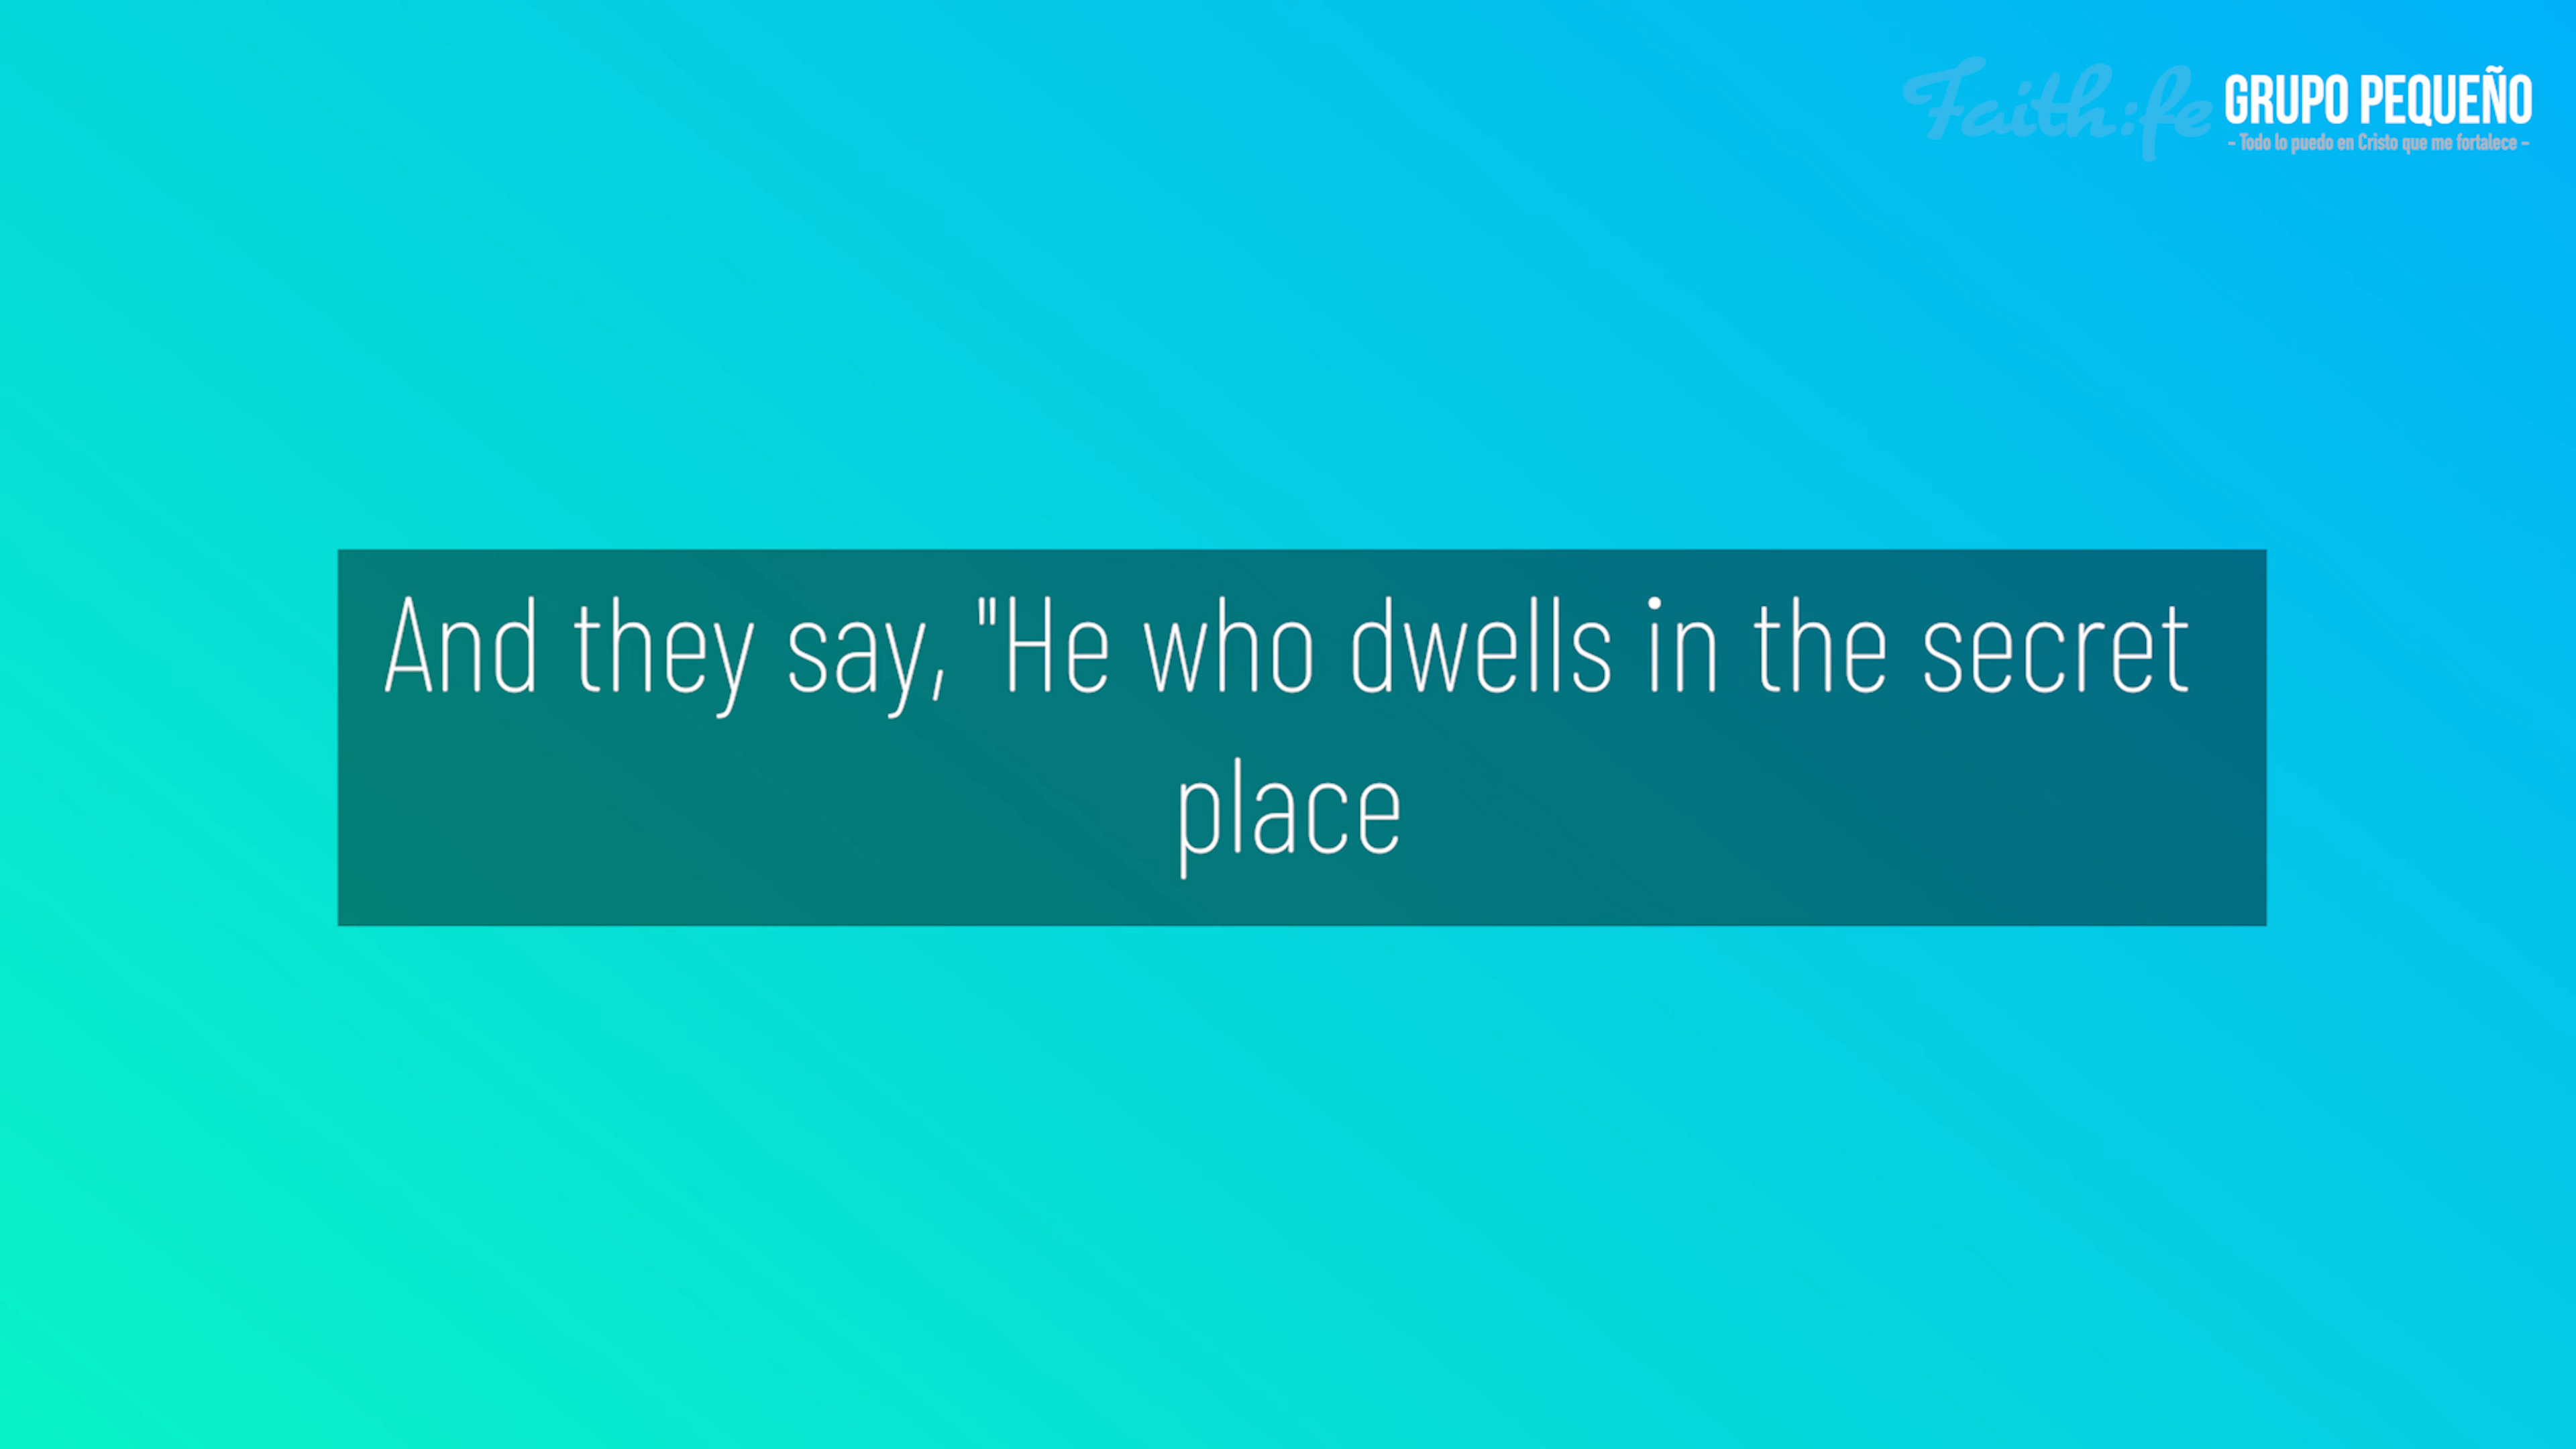 Faith:fe GRUPO PEQUEÑO
- Todo lo puedo en Cristo que me fortalece -
And they say, "He who dwells in the secret
place